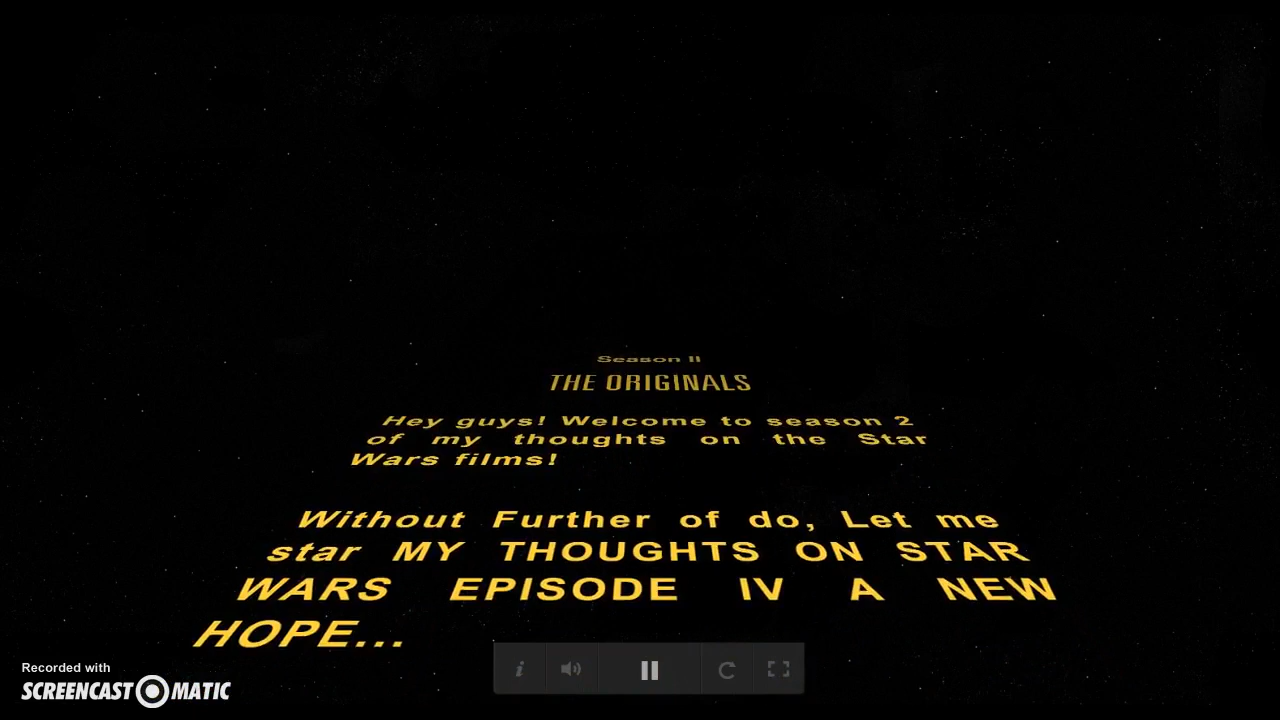 Season II
THE ORIGINALS
Hey guys! Welcome to season 2
of my thoughts on the Star
Wars films!
Without Further of do, Let me
star MY THOUGHTS ON STAR
WARS EPISODE IV A NEW
HOPE...
Recorded with
SCREENCAST MATIC